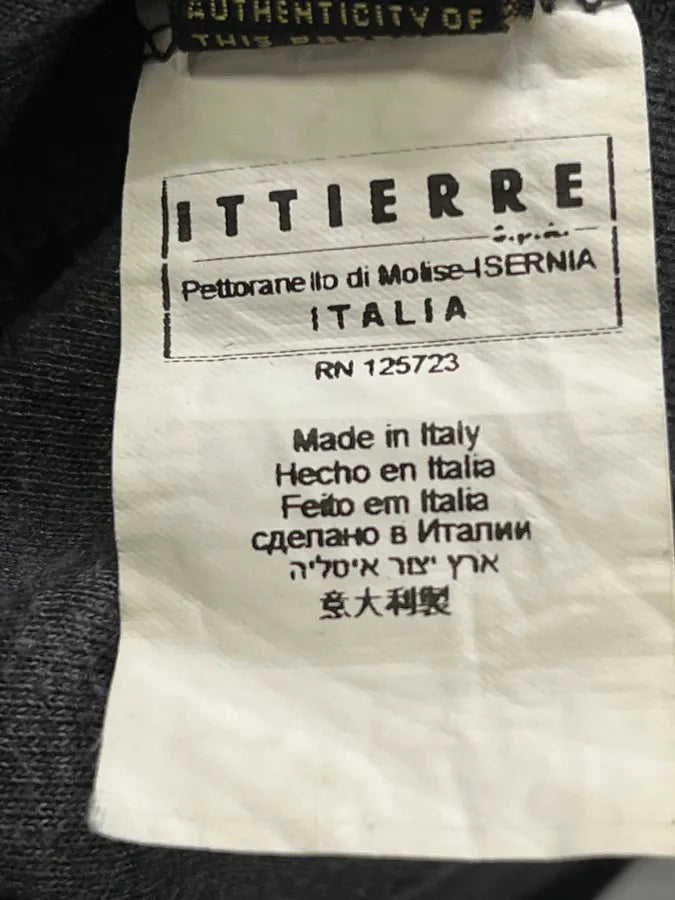 AUTHENTICITY OF
THIS
ITTIERRE
S.p.A.
Pettoranello di Molise-ISERNIA
ITALIA
RN 125723
Made in Italy
Hecho en Italia
Feito em Italia
сделано в Италии
ארץ יצור איטליה
意大利製